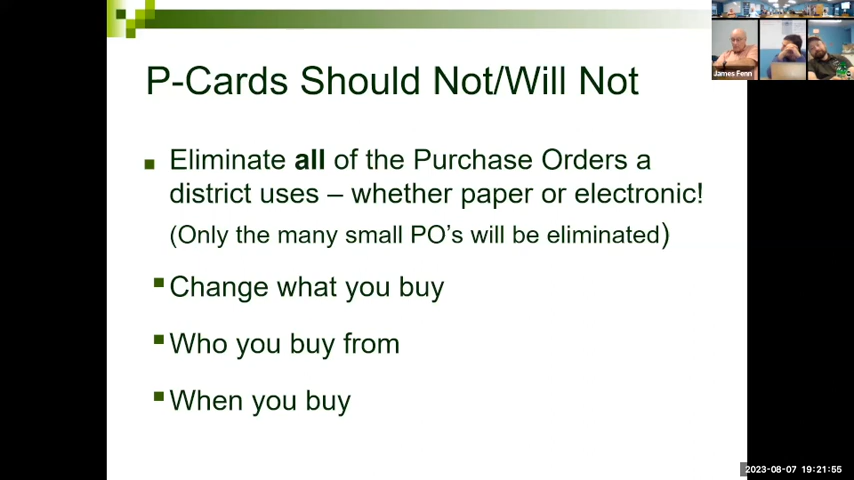 P-Cards Should Not/Will Not
James Fenn
Eliminate all of the Purchase Orders a
district uses – whether paper or electronic!
(Only the many small PO’s will be eliminated)
Change what you buy
Who you buy from
When you buy
2023-08-07 19:21:55